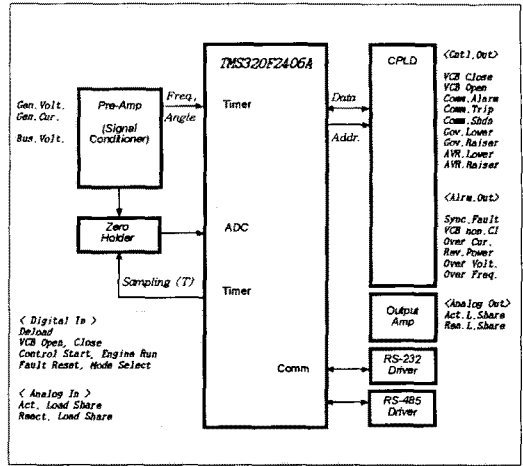 TMS320F2406A
CPLD
<Cntl.Out>
Gen.Volt.
Gen.Cur.
Bus.Volt.
Pre-Amp
(Signal
Conditioner)
Freq.,
Angle
Timer
Data
Addr.
VCB Close
VCB Open
Comm.Alarm
Comm.Trip
Comm.Shdn
Gov.Lower
Gov.Raiser
AVR.Lower
AVR.Raiser
<Alrm.Out>
Sync.Fault
VCB non.Cl
Over Cur.
Rev.Power
Over Volt.
Over Freq.
Zero
Holder
ADC
Sampling (T)
Timer
Output
Amp
<Analog Out>
Act.L.Share
Rea.L.Share
< Digital In >
Deload
VCB Open, Close
Control Start, Engine Run
Fault Reset, Mode Select
< Analog In >
Act. Load Share
React. Load Share
Comm
RS-232
Driver
RS-485
Driver